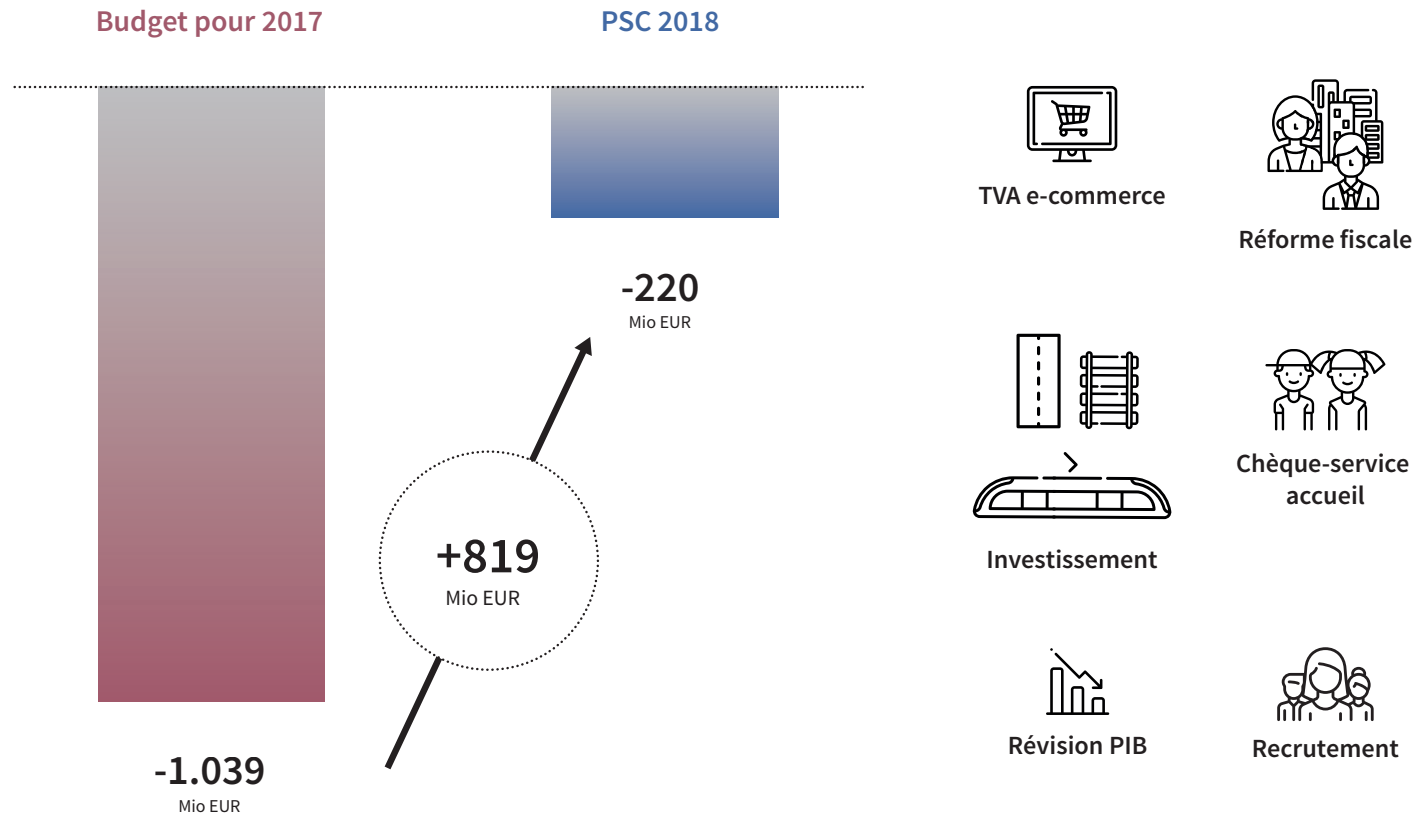 Budget pour 2017
PSC 2018
-220
Mio EUR
+819
Mio EUR
-1.039
Mio EUR
TVA e-commerce
Réforme fiscale
Investissement
Chèque-service
accueil
Révision PIB
Recrutement